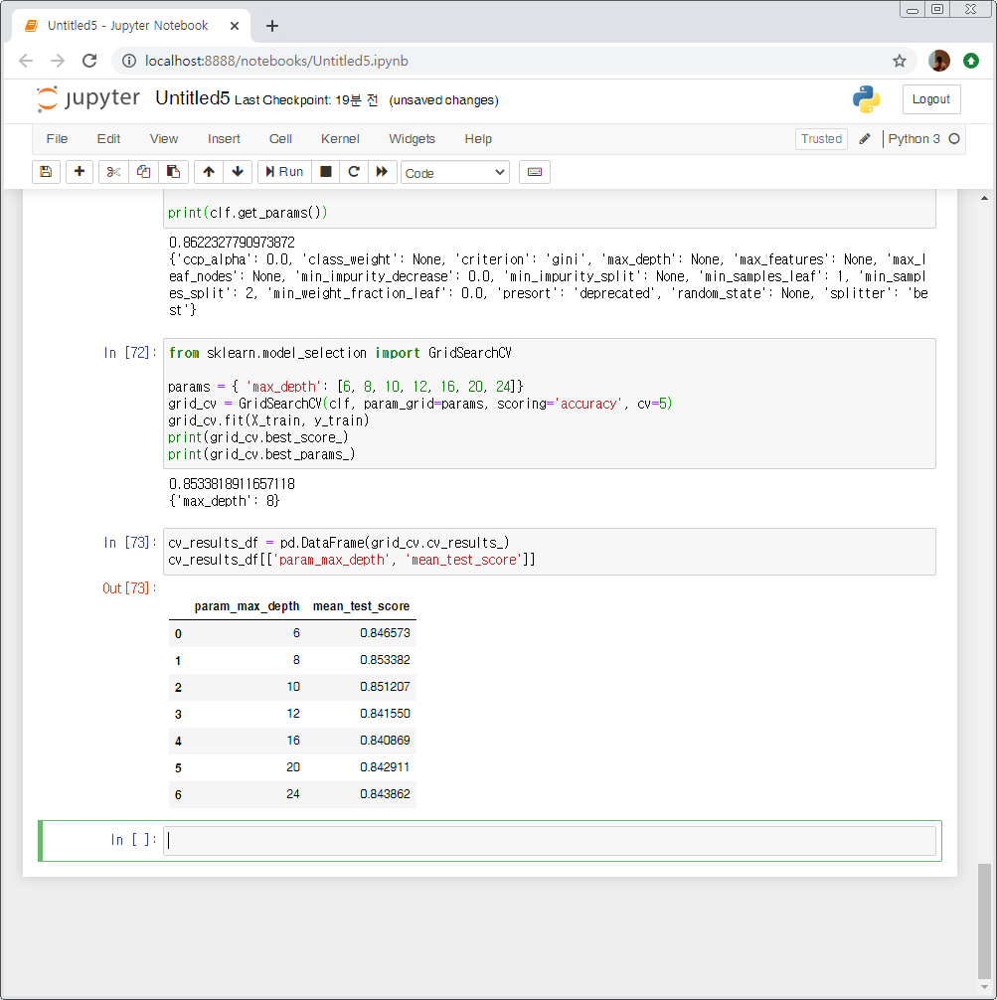 Untitled5 - Jupyter Notebook
localhost:8888/notebooks/Untitled5.ipynb
jupyter Untitled5 Last Checkpoint: 19분 전 (unsaved changes) Logout
File Edit View Insert Cell Kernel Widgets Help Trusted Python 3
Run Code
print(clf.get_params())
0.8622327790973872
{'ccp_alpha': 0.0, 'class_weight': None, 'criterion': 'gini', 'max_depth': None, 'max_features': None, 'max_l
eaf_nodes': None, 'min_impurity_decrease': 0.0, 'min_impurity_split': None, 'min_samples_leaf': 1, 'min_sampl
es_split': 2, 'min_weight_fraction_leaf': 0.0, 'presort': 'deprecated', 'random_state': None, 'splitter': 'be
st'}
In [72]: from sklearn.model_selection import GridSearchCV
params = { 'max_depth': [6, 8, 10, 12, 16, 20, 24]}
grid_cv = GridSearchCV(clf, param_grid=params, scoring='accuracy', cv=5)
grid_cv.fit(X_train, y_train)
print(grid_cv.best_score_)
print(grid_cv.best_params_)
0.8533818911657118
{'max_depth': 8}
In [73]: cv_results_df = pd.DataFrame(grid_cv.cv_results_)
cv_results_df[['param_max_depth', 'mean_test_score']]
Out[73]:
param_max_depth mean_test_score
0 6 0.846573
1 8 0.853382
2 10 0.851207
3 12 0.841550
4 16 0.840869
5 20 0.842911
6 24 0.843862
In [ ]: